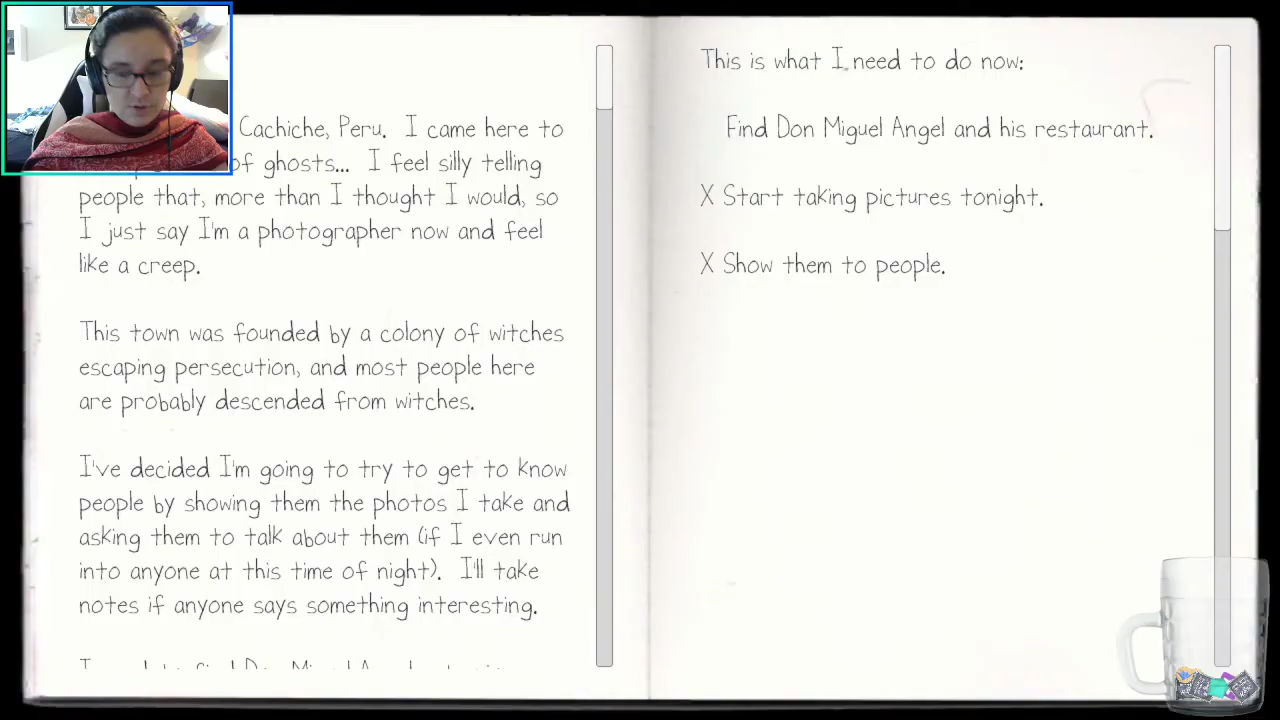 Cachiche, Peru. I came here to
of ghosts... I feel silly telling
people that, more than I thought I would, so
I just say I'm a photographer now and feel
like a creep.
This town was founded by a colony of witches
escaping persecution, and most people here
are probably descended from witches.
I've decided I'm going to try to get to know
people by showing them the photos I take and
asking them to talk about them (if I even run
into anyone at this time of night). I'll take
notes if anyone says something interesting.
This is what I need to do now:
Find Don Miguel Angel and his restaurant.
X Start taking pictures tonight.
X Show them to people.